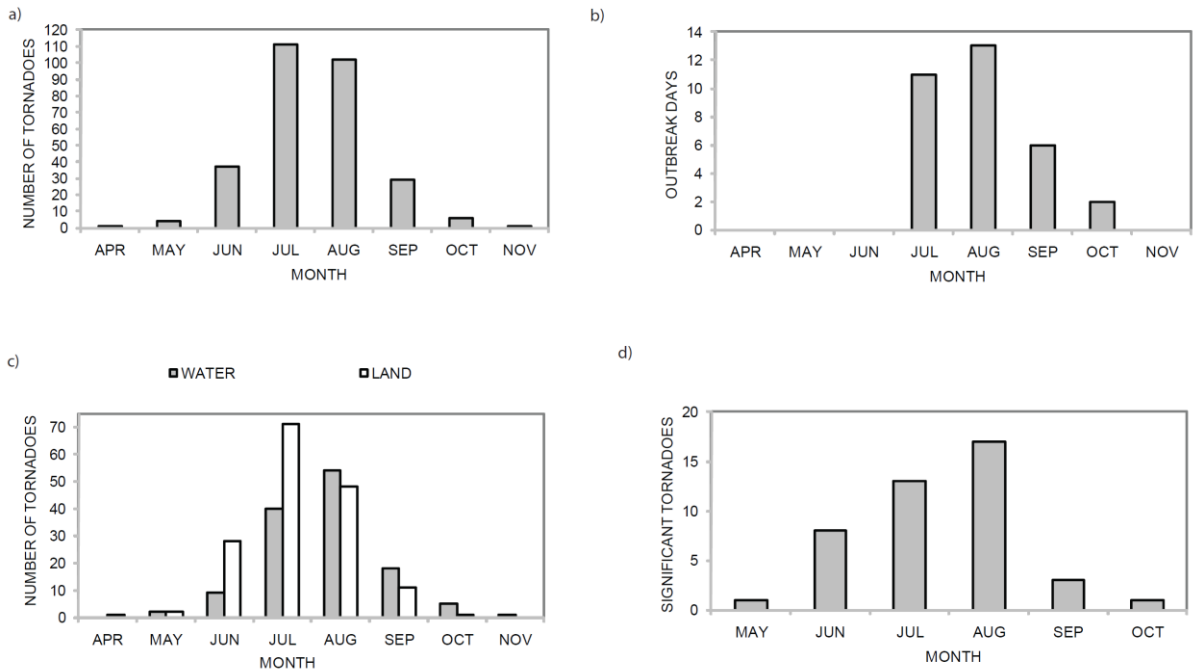 a)
NUMBER OF TORNADOES
120
110
100
90
80
70
60
50
40
30
20
10
0
APR MAY JUN JUL AUG SEP OCT NOV
MONTH
b)
OUTBREAK DAYS
14
12
10
8
6
4
2
0
APR MAY JUN JUL AUG SEP OCT NOV
MONTH
c)
WATER LAND
NUMBER OF TORNADOES
70
60
50
40
30
20
10
0
APR MAY JUN JUL AUG SEP OCT NOV
MONTH
d)
SIGNIFICANT TORNADOES
20
15
10
5
0
MAY JUN JUL AUG SEP OCT
MONTH